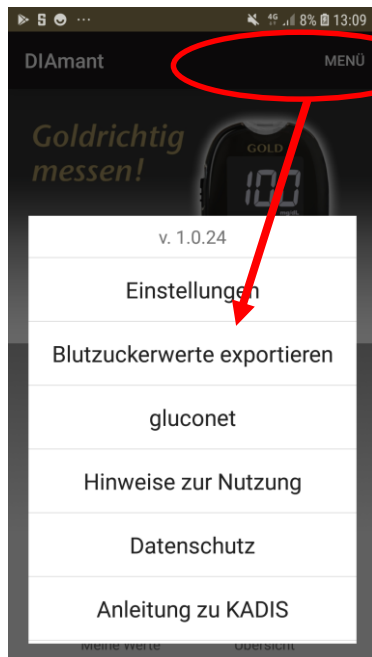 8% 13:09
DIAmant MENÜ
Goldrichtig
messen!
GOLD
100
v. 1.0.24
Einstellungen
Blutzuckerwerte exportieren
gluconet
Hinweise zur Nutzung
Datenschutz
Anleitung zu KADIS
Meine Werte Übersicht